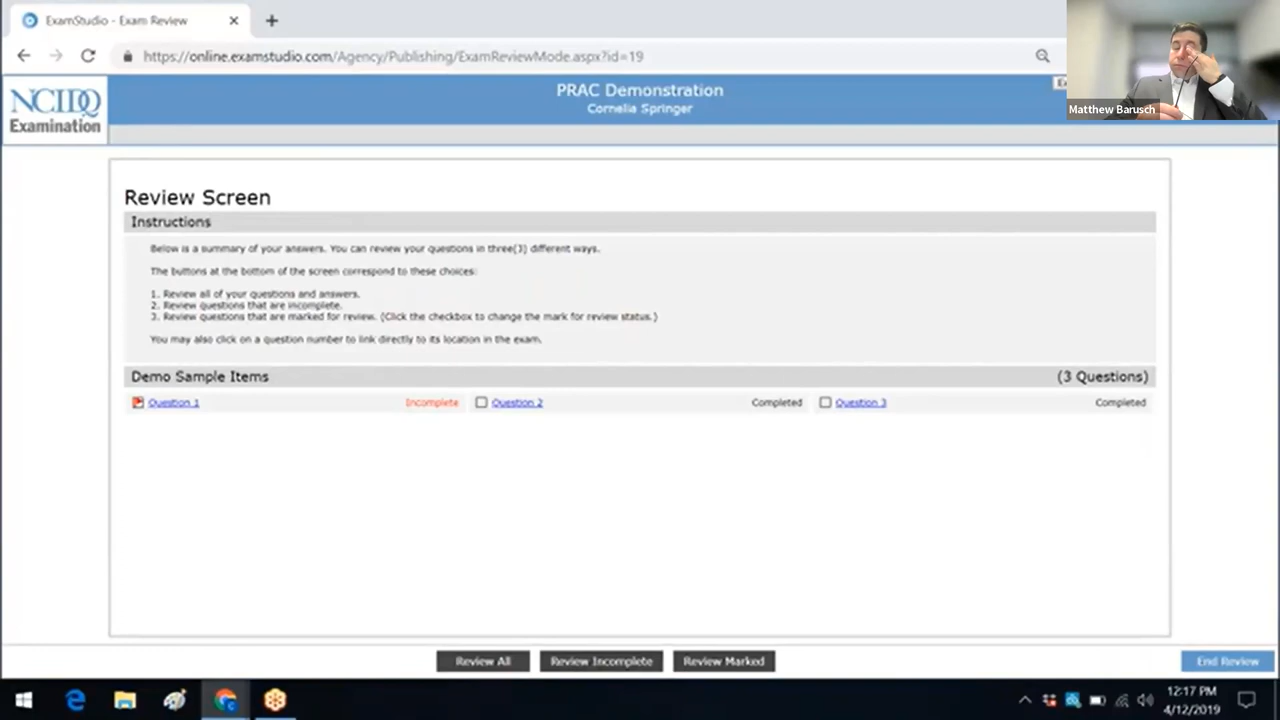 ExamStudio - Exam Review
https://online.examstudio.com/Agency/Publishing/ExamReviewMode.aspx?id=19
NCIDQ
Examination
PRAC Demonstration
Cornelia Springer
Matthew Barusch
Review Screen
Instructions
Below is a summary of your answers. You can review your questions in three(3) different ways.
The buttons at the bottom of the screen correspond to these choices:
1. Review all of your questions and answers.
2. Review questions that are incomplete.
3. Review questions that are marked for review. (Click the checkbox to change the mark for review status.)
You may also click on a question number to link directly to its location in the exam.
Demo Sample Items (3 Questions)
Question 1 Incomplete Question 2 Completed Question 3 Completed
Review All Review Incomplete Review Marked End Review
12:17 PM
4/12/2019